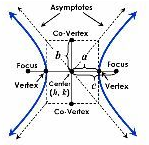 Asymptotes
Co-Vertex
b
a
Focus
Focus
Center
(h, k)
c
Vertex
Vertex
Co-Vertex